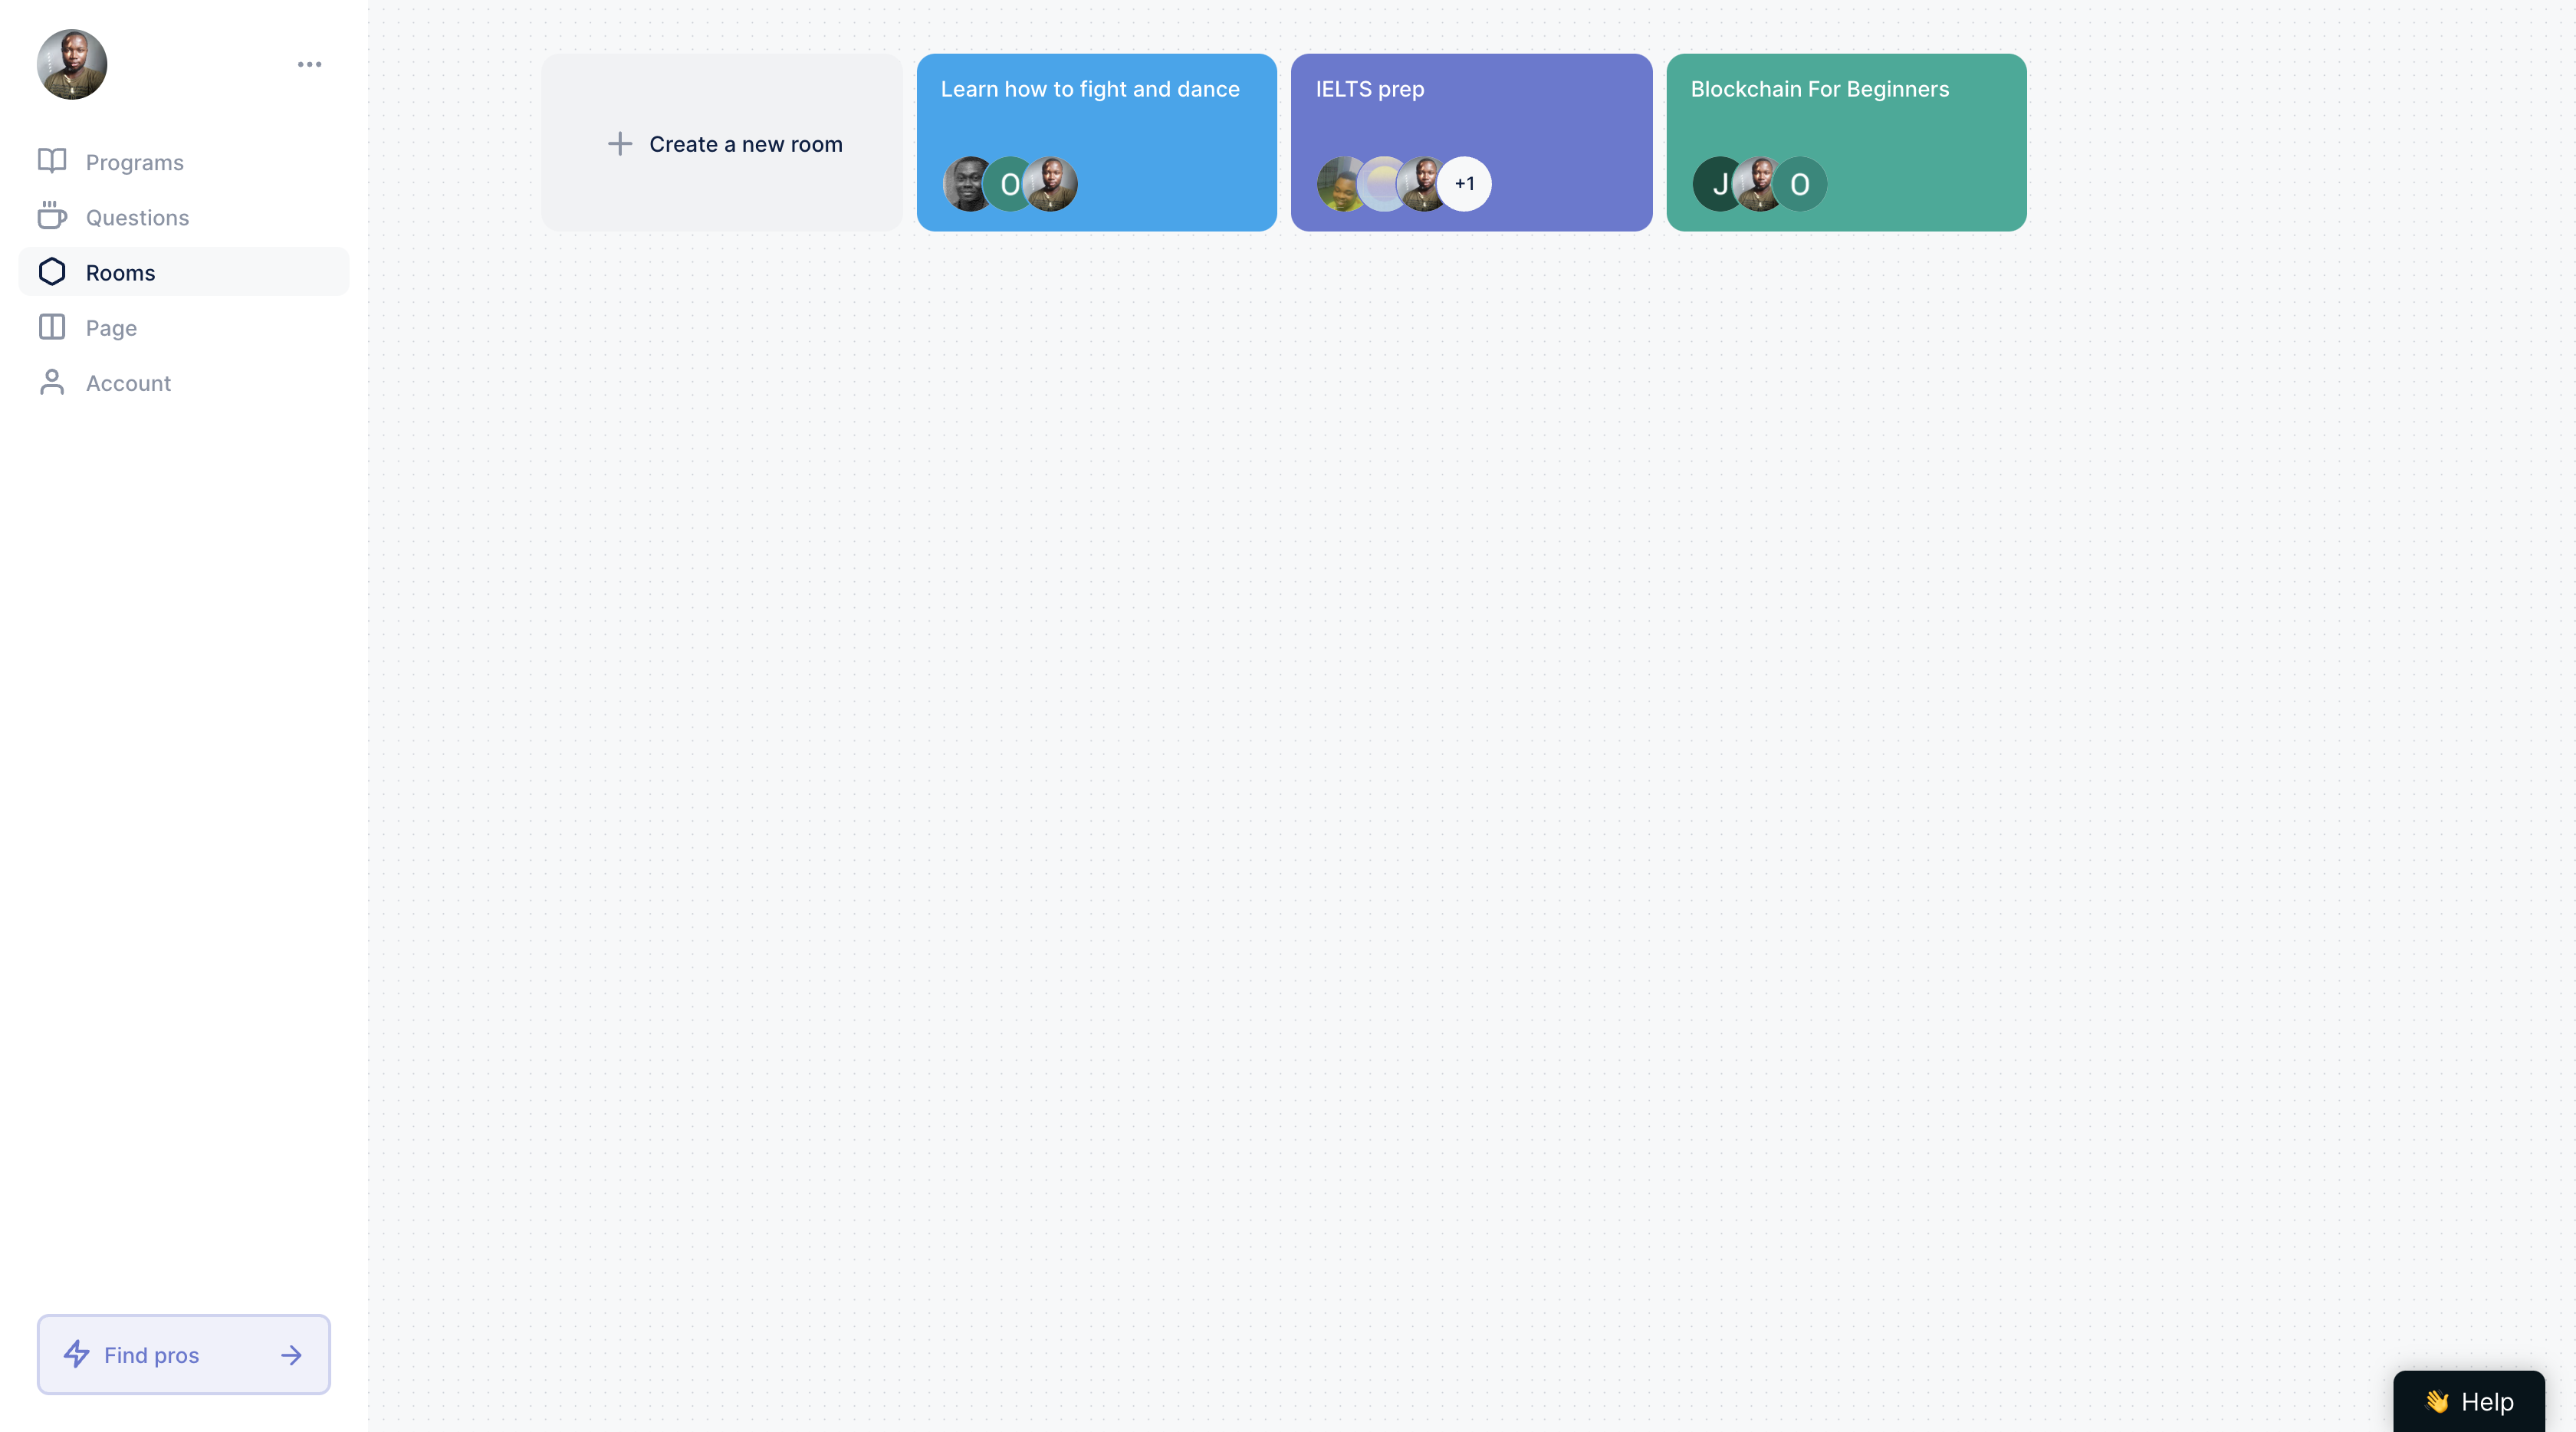 Programs
Questions
Rooms
Page
Account
Find pros
Create a new room
Learn how to fight and dance
O
IELTS prep
+1
Blockchain For Beginners
J
O
Help